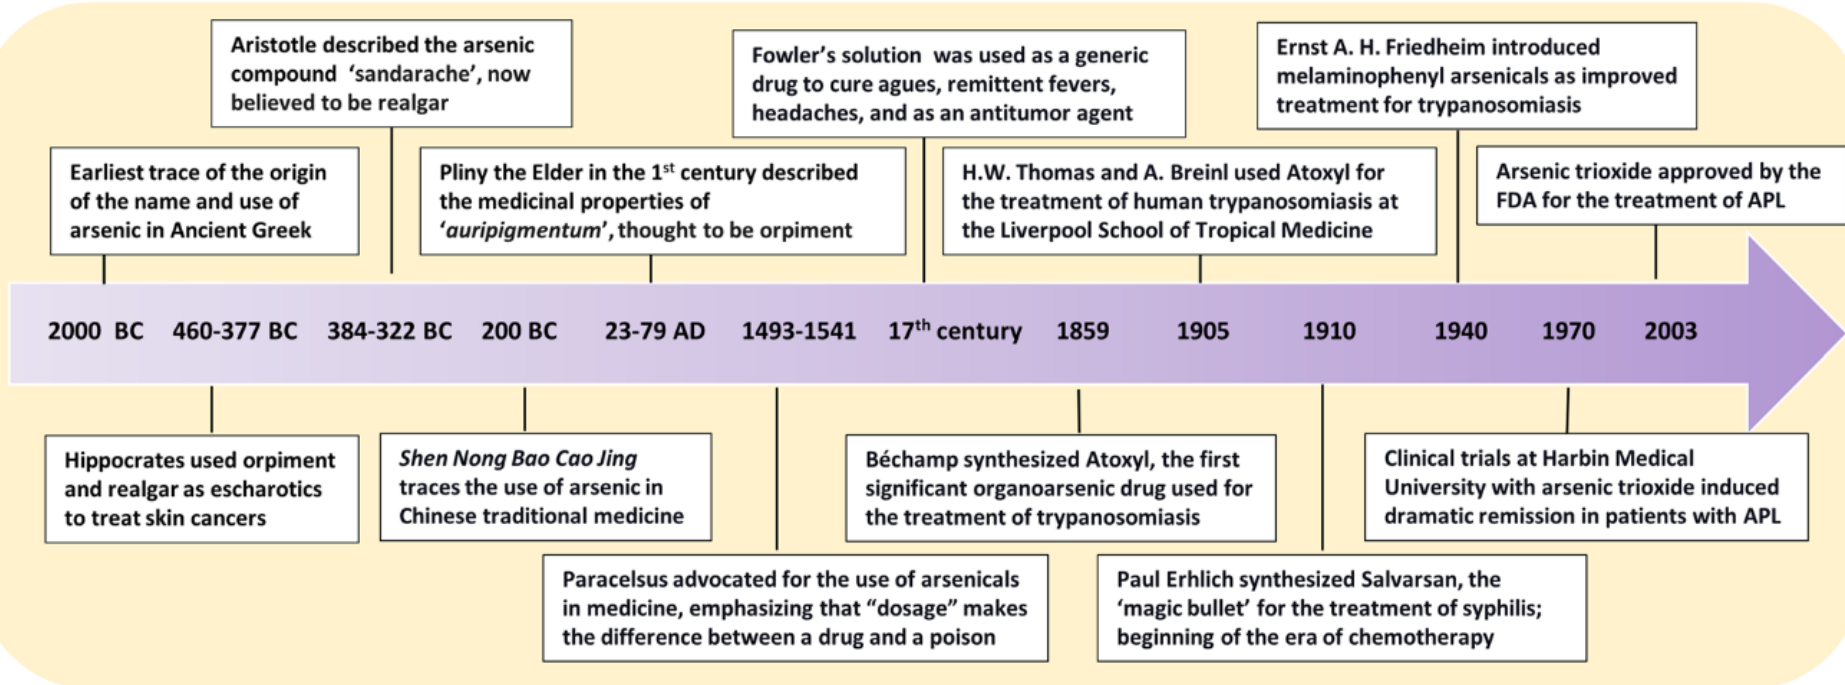 Aristotle described the arsenic
compound ‘sandarache’, now
believed to be realgar
Fowler’s solution was used as a generic
drug to cure agues, remittent fevers,
headaches, and as an antitumor agent
Ernst A. H. Friedheim introduced
melaminophenyl arsenicals as improved
treatment for trypanosomiasis
Earliest trace of the origin
of the name and use of
arsenic in Ancient Greek
Pliny the Elder in the 1st century described
the medicinal properties of
‘auripigmentum’, thought to be orpiment
H.W. Thomas and A. Breinl used Atoxyl for
the treatment of human trypanosomiasis at
the Liverpool School of Tropical Medicine
Arsenic trioxide approved by the
FDA for the treatment of APL
2000 BC 460-377 BC 384-322 BC 200 BC 23-79 AD 1493-1541 17th century 1859 1905 1910 1940 1970 2003
Hippocrates used orpiment
and realgar as escharotics
to treat skin cancers
Shen Nong Bao Cao Jing
traces the use of arsenic in
Chinese traditional medicine
Béchamp synthesized Atoxyl, the first
significant organoarsenic drug used for
the treatment of trypanosomiasis
Clinical trials at Harbin Medical
University with arsenic trioxide induced
dramatic remission in patients with APL
Paracelsus advocated for the use of arsenicals
in medicine, emphasizing that “dosage” makes
the difference between a drug and a poison
Paul Erhlich synthesized Salvarsan, the
‘magic bullet’ for the treatment of syphilis;
beginning of the era of chemotherapy